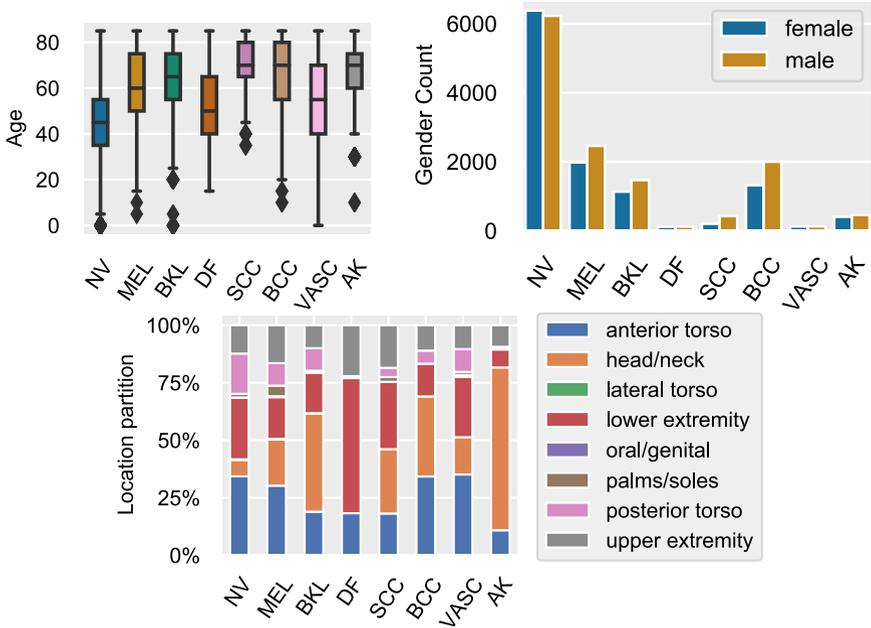 Age
80
60
40
20
0
NV
MEL
BKL
DF
SCC
BCC
VASC
AK
Gender Count
6000
4000
2000
0
female
male
NV
MEL
BKL
DF
SCC
BCC
VASC
AK
Location partition
100%
75%
50%
25%
0%
NV
MEL
BKL
DF
SCC
BCC
VASC
AK
anterior torso
head/neck
lateral torso
lower extremity
oral/genital
palms/soles
posterior torso
upper extremity